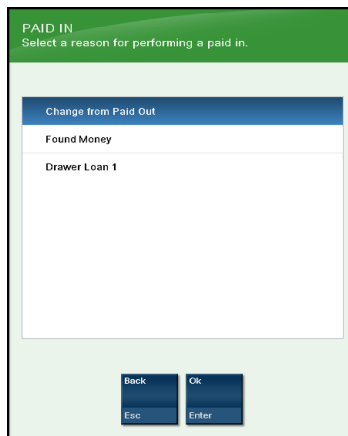 PAID IN
Select a reason for performing a paid in.
Change from Paid Out
Found Money
Drawer Loan 1
Back Ok
Esc Enter